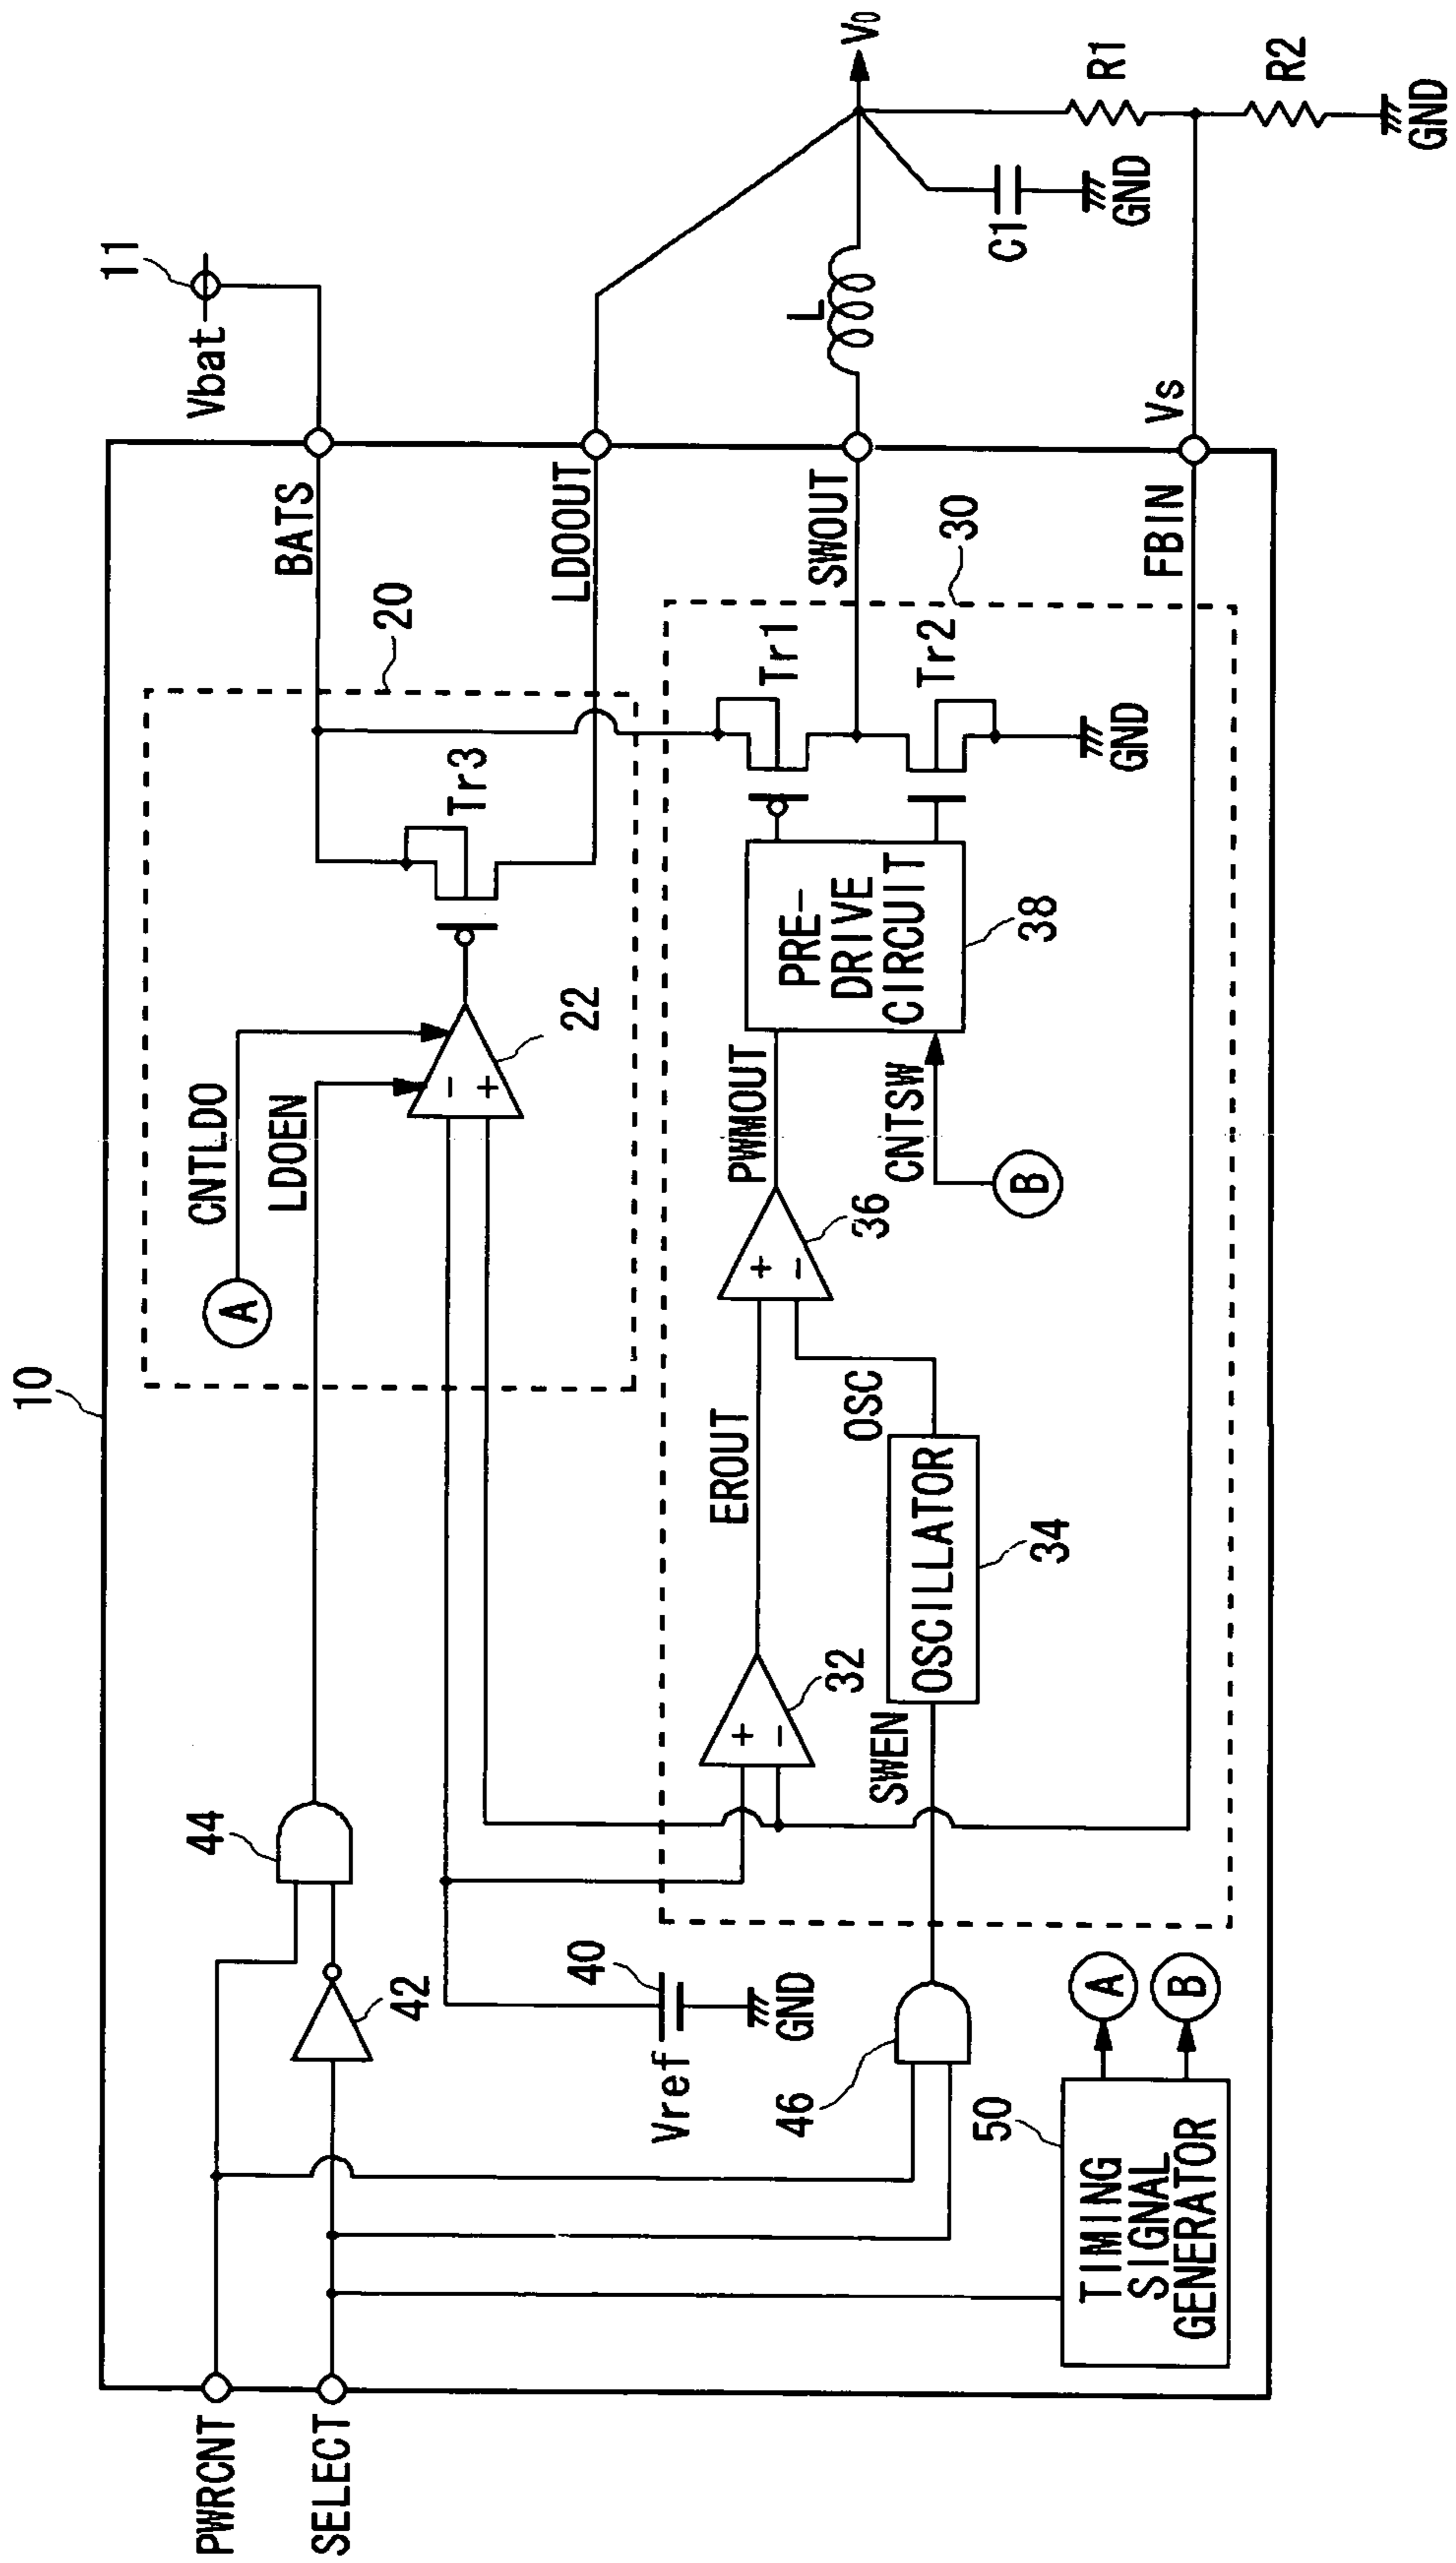 10
11
Vbat
BATS
20
CNTLDO
A
LDOEN
Tr3
22
-
+
LDOOUT
44
42
PWRCNT
SELECT
Vref
40
GND
L
V0
SWOUT
30
Tr1
Tr2
GND
PRE-
DRIVE
CIRCUIT
38
PWMOUT
CNTSW
B
36
+
-
EROUT
OSC
OSCILLATOR
34
32
+
-
SWEN
46
C1
GND
R1
R2
GND
Vs
FBIN
50
TIMING
SIGNAL
GENERATOR
A
B